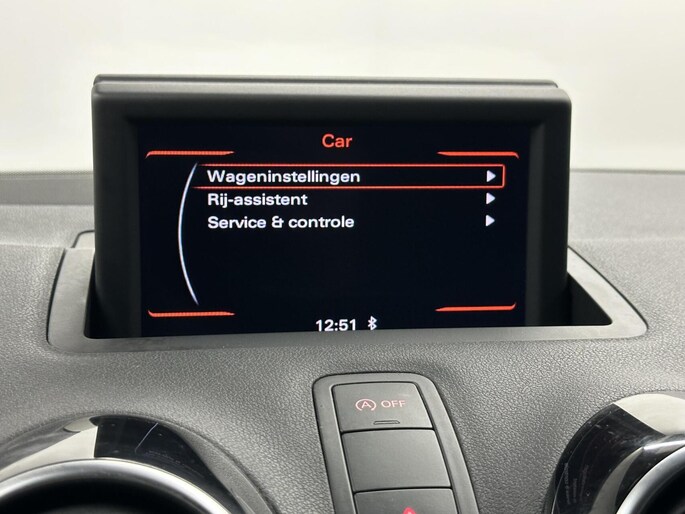 Car
Wageninstellingen
Rij-assistent
Service & controle
12:51
A OFF